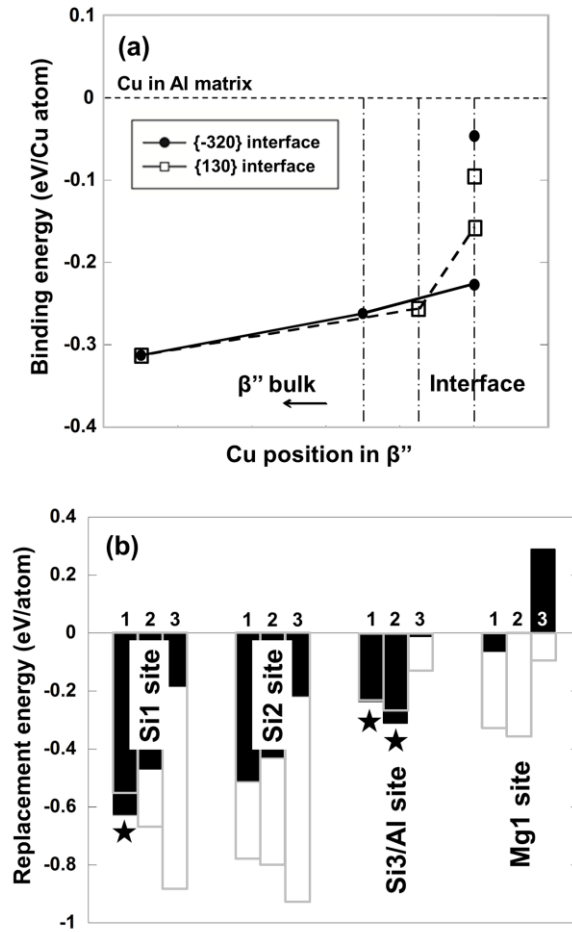 (a)
-0.1
0
-0.1
-0.2
-0.3
-0.4
Binding energy (eV/Cu atom)
Cu in Al matrix
{-320} interface
{130} interface
β” bulk
Interface
←
Cu position in β”
(b)
0.4
0.2
0
-0.2
-0.4
-0.6
-0.8
-1
Replacement energy (eV/atom)
1 2 3
1 2 3
1 2 3
Si1 site
Si2 site
Si3/Al site
Mg1 site